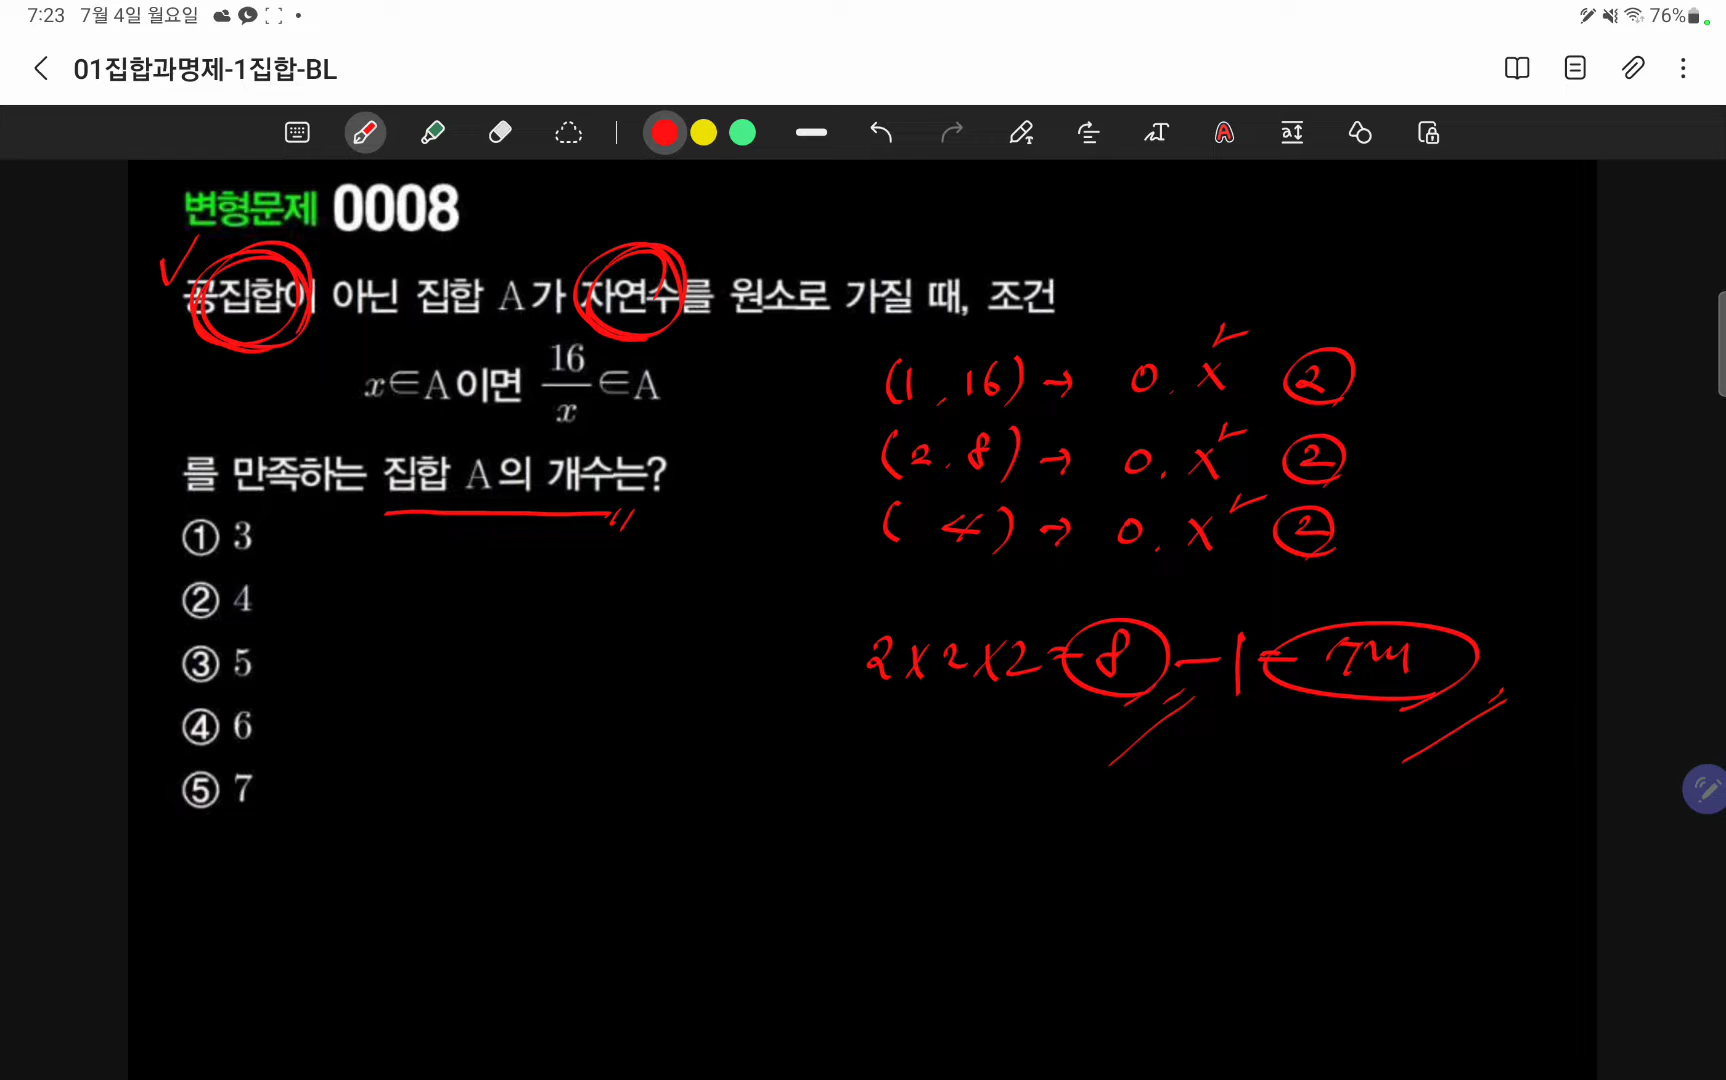 7:23 7월 4일 월요일
76%
01집합과명제-1집합-BL
변형문제 0008
공집합이 아닌 집합 A가 자연수를 원소로 가질 때, 조건
x∈A이면 16/x ∈A
를 만족하는 집합 A의 개수는?
① 3
② 4
③ 5
④ 6
⑤ 7
(1, 16) → 0. x ②
(2. 8) → 0. x ②
( 4) → 0. x ②
2×2×2=8-1=7개